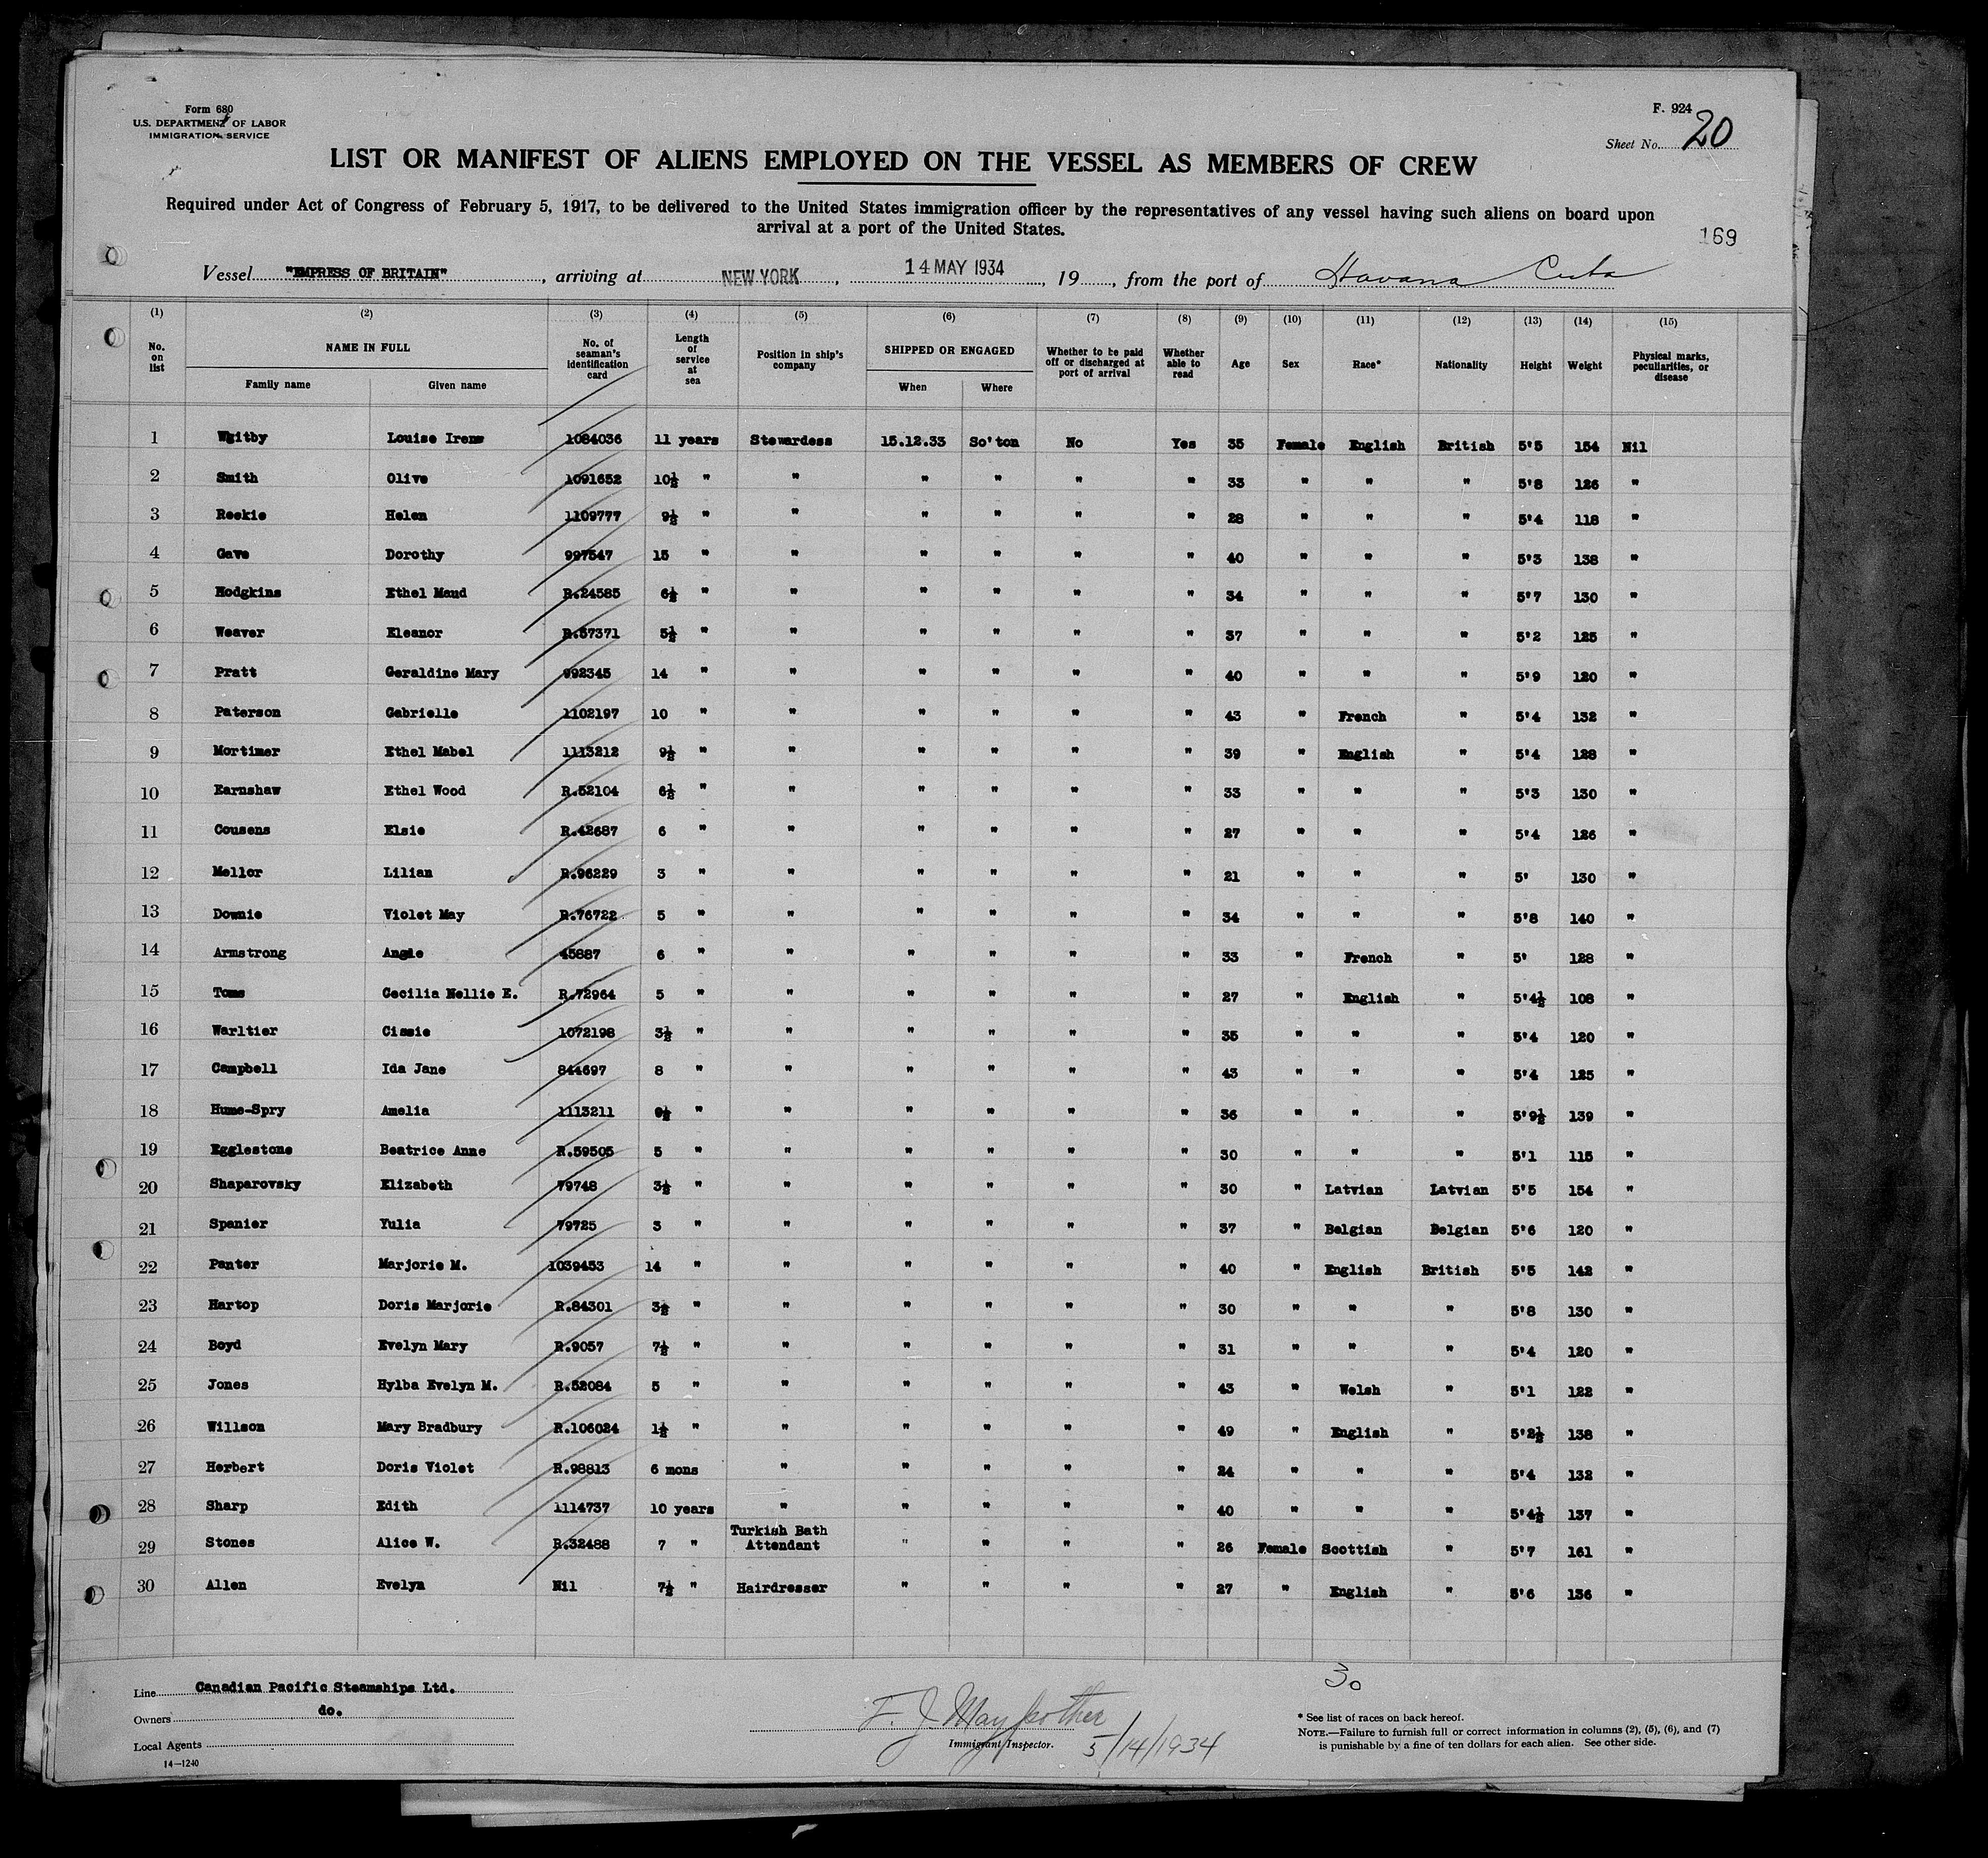 Form 680
U.S. DEPARTMENT OF LABOR
IMMIGRATION SERVICE
F. 924
Sheet No. 20
LIST OR MANIFEST OF ALIENS EMPLOYED ON THE VESSEL AS MEMBERS OF CREW
Required under Act of Congress of February 5, 1917, to be delivered to the United States immigration officer by the representatives of any vessel having such aliens on board upon
arrival at a port of the United States.
169
Vessel "EMPRESS OF BRITAIN", arriving at NEW YORK, 14 MAY 1934, 19, from the port of Havana Cuba
(1) (2) (3) (4) (5) (6) (7) (8) (9) (10) (11) (12) (13) (14) (15)
No. on list NAME IN FULL Family name Given name No. of seaman's identification card Length of service at sea Position in ship's company SHIPPED OR ENGAGED When Where Whether to be paid off or discharged at port of arrival Whether able to read Age Sex Race* Nationality Height Weight Physical marks, peculiarities, or disease
1 Whitby Louise Irene 1084036 11 years Stewardess 15.12.33 So'ton No Yes 35 Female English British 5'5 154 Nil
2 Smith Olive 1091652 10½ " " " " " " 33 " " " 5'8 126 "
3 Reekie Helen 1109777 9½ " " " " " " 28 " " " 5'4 118 "
4 Gave Dorothy 997547 15 " " " " " " 40 " " " 5'3 138 "
5 Hodgkins Ethel Maud R.24585 6½ " " " " " " 34 " " " 5'7 130 "
6 Weaver Eleanor R.57371 5½ " " " " " " 37 " " " 5'2 125 "
7 Pratt Geraldine Mary 992345 14 " " " " " " 40 " " " 5'9 120 "
8 Paterson Gabrielle 1102197 10 " " " " " " 43 " French " 5'4 132 "
9 Mortimer Ethel Mabel 1113212 9½ " " " " " " 39 " English " 5'4 128 "
10 Earnshaw Ethel Wood R.52104 6½ " " " " " " 33 " " " 5'3 130 "
11 Cousens Elsie R.42687 6 " " " " " " 27 " " " 5'4 126 "
12 Mellor Lilian R.96229 3 " " " " " " 21 " " " 5' 130 "
13 Downie Violet May R.76722 5 " " " " " " 34 " " " 5'8 140 "
14 Armstrong Angie 45887 6 " " " " " " 33 " French " 5' 128 "
15 Toms Cecilia Nellie E. R.72964 5 " " " " " " 27 " English " 5'4½ 108 "
16 Warltier Cissie 1072198 3½ " " " " " " 35 " " " 5'4 120 "
17 Campbell Ida Jane 844697 8 " " " " " " 43 " " " 5'4 125 "
18 Hume-Spry Amelia 1113211 " " " " " " 36 " " " 5'9½ 139 "
19 Egglestone Beatrice Anne R.59505 5 " " " " " " 30 " " " 5'1 115 "
20 Shaparovsky Elizabeth 79748 3½ " " " " " " 30 " Latvian Latvian 5'5 154 "
21 Spanier Yulia 79725 3 " " " " " " 37 " Belgian Belgian 5'6 120 "
22 Panter Marjorie M. 1039453 14 " " " " " " 40 " English British 5'5 142 "
23 Hartop Doris Marjorie R.84301 3½ " " " " " " 30 " " " 5'8 130 "
24 Boyd Evelyn Mary R.9057 7½ " " " " " " 31 " " " 5'4 120 "
25 Jones Hylba Evelyn M. R.52084 5 " " " " " " 43 " Welsh " 5'1 122 "
26 Willson Mary Bradbury R.106024 1½ " " " " " " 49 " English " 5'2½ 138 "
27 Herbert Doris Violet R.98813 6 mons " " " " " 24 " " " 5'4 132 "
28 Sharp Edith 1114737 10 years " " " " " 40 " " " 5'4½ 137 "
29 Stones Alice W. R.32488 7 " Turkish Bath Attendant " " " " 26 Female Scottish " 5'7 161 "
30 Allen Evelyn Nil 7½ " Hairdresser " " " " 27 " English " 5'6 136 "
30
Line Canadian Pacific Steamships Ltd.
Owners do.
Local Agents
14—1240
F. J. Maypother
Immigrant Inspector. 5/14/1934
* See list of races on back hereof.
NOTE.—Failure to furnish full or correct information in columns (2), (5), (6), and (7)
is punishable by a fine of ten dollars for each alien. See other side.